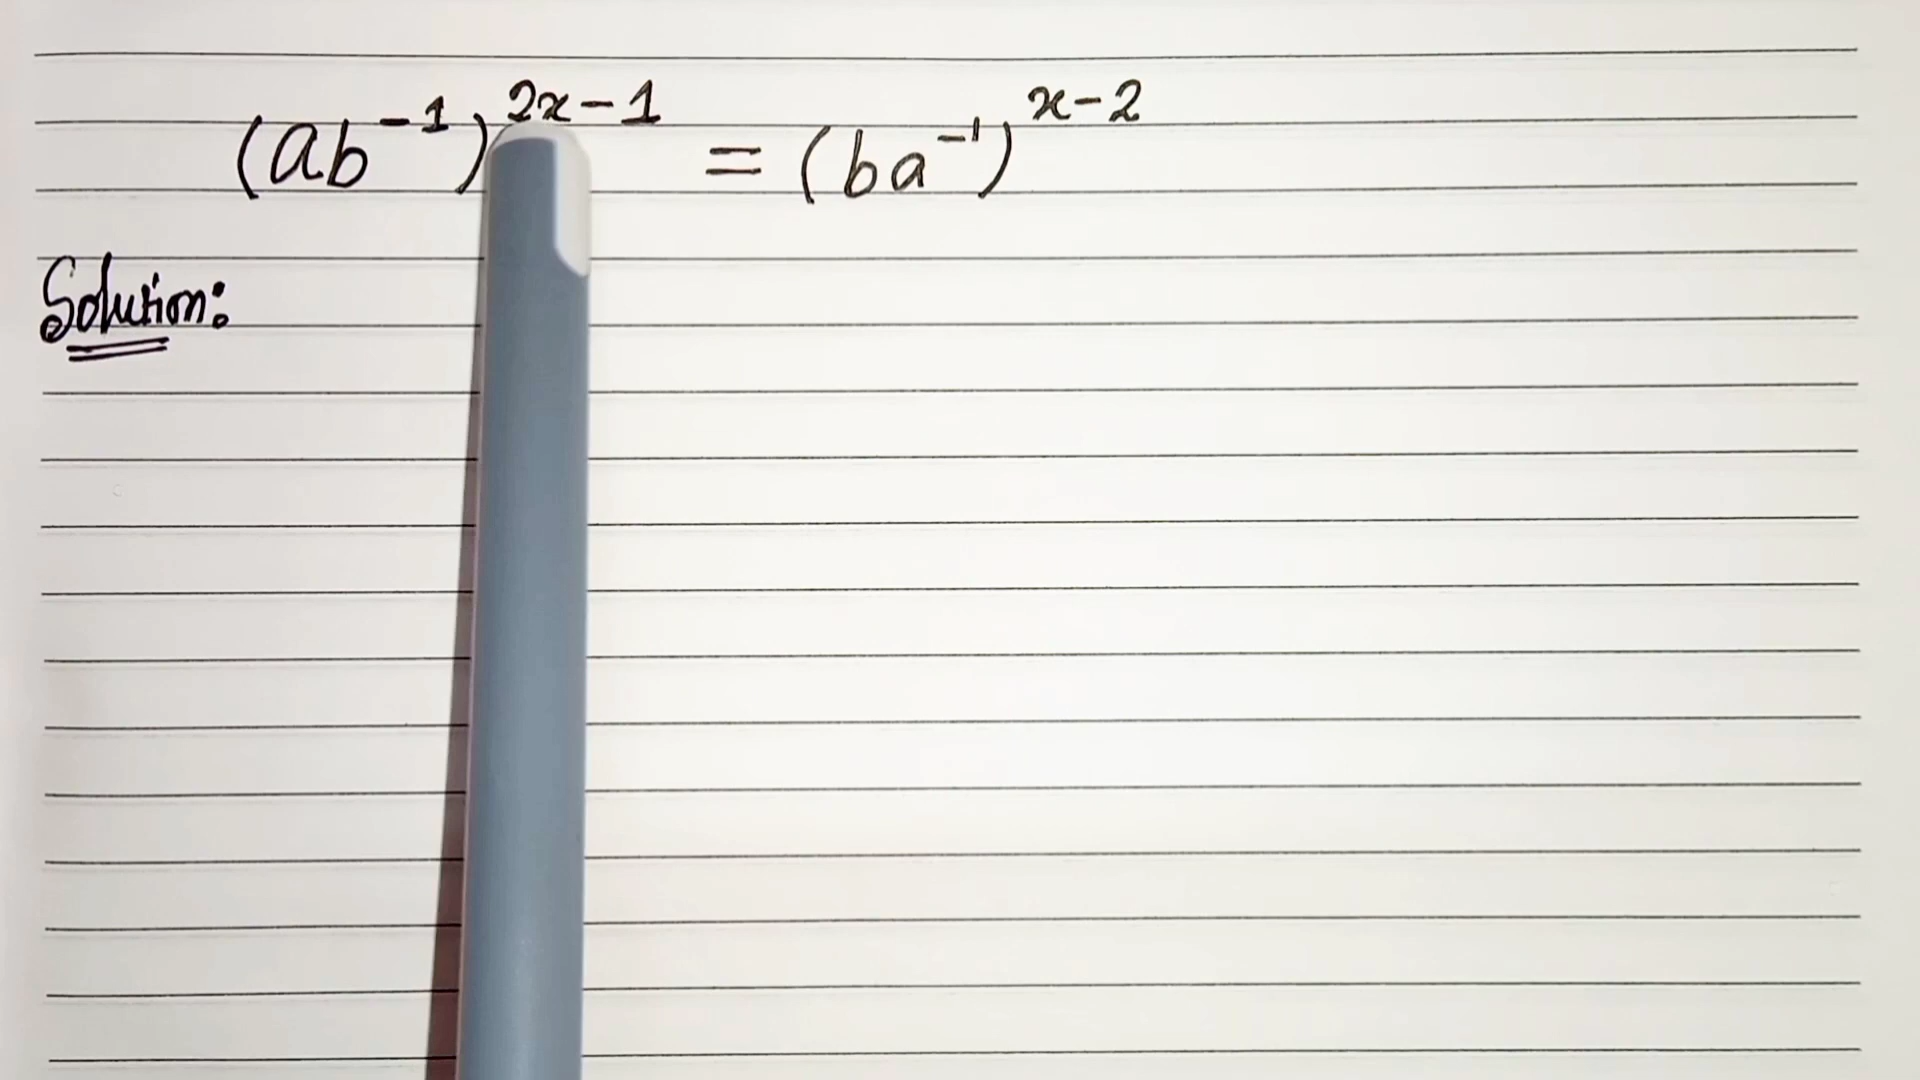 (ab⁻¹)²ˣ⁻¹ = (ba⁻¹)ˣ⁻²
Solution: